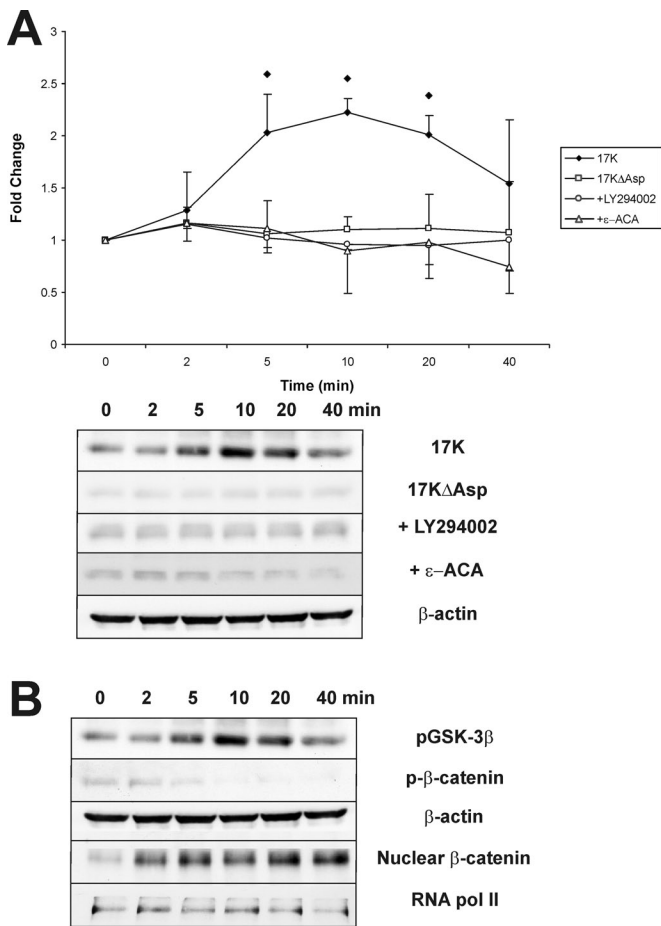 A
3
2.5
2
1.5
1
0.5
0
Fold Change
0 2 5 10 20 40
Time (min)
17K
17KΔAsp
+LY294002
+ε-ACA
0 2 5 10 20 40 min
17K
17KΔAsp
+ LY294002
+ ε-ACA
β-actin
B
0 2 5 10 20 40 min
pGSK-3β
p-β-catenin
β-actin
Nuclear β-catenin
RNA pol II